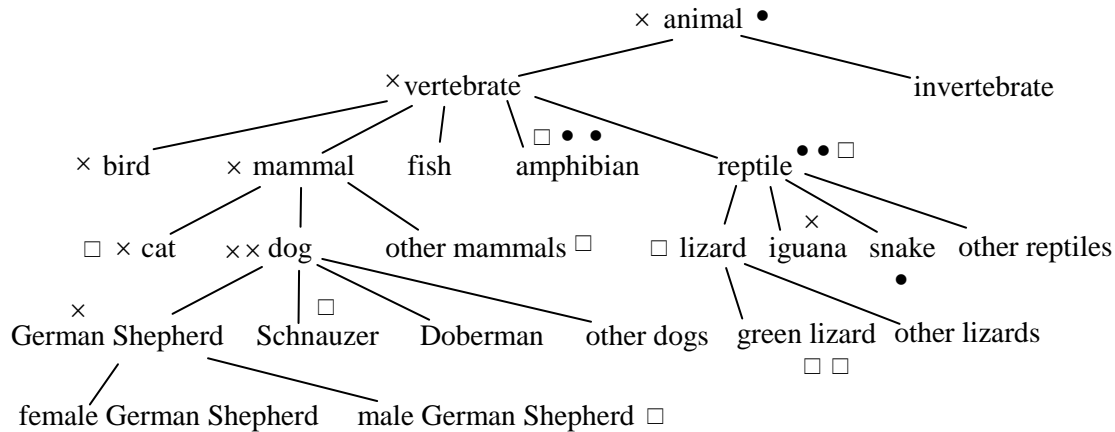 × animal •
× vertebrate invertebrate
□ • •
× bird × mammal fish amphibian reptile • • □
×
□ × cat × × dog other mammals □ □ lizard iguana snake other reptiles
× □ •
German Shepherd Schnauzer Doberman other dogs green lizard other lizards
□ □
female German Shepherd male German Shepherd □